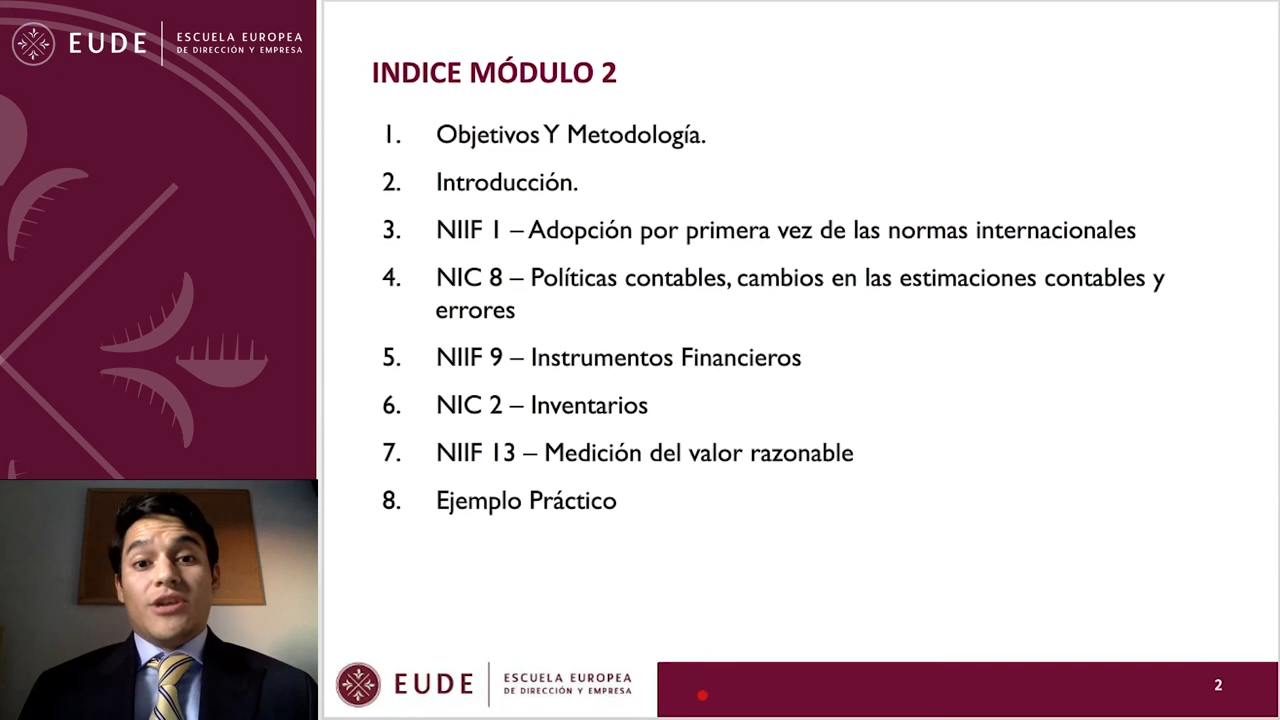 EUDE
ESCUELA EUROPEA
DE DIRECCIÓN Y EMPRESA
INDICE MÓDULO 2
1. Objetivos Y Metodología.
2. Introducción.
3. NIIF 1 – Adopción por primera vez de las normas internacionales
4. NIC 8 – Políticas contables, cambios en las estimaciones contables y
errores
5. NIIF 9 – Instrumentos Financieros
6. NIC 2 – Inventarios
7. NIIF 13 – Medición del valor razonable
8. Ejemplo Práctico
EUDE
ESCUELA EUROPEA
DE DIRECCIÓN Y EMPRESA
2